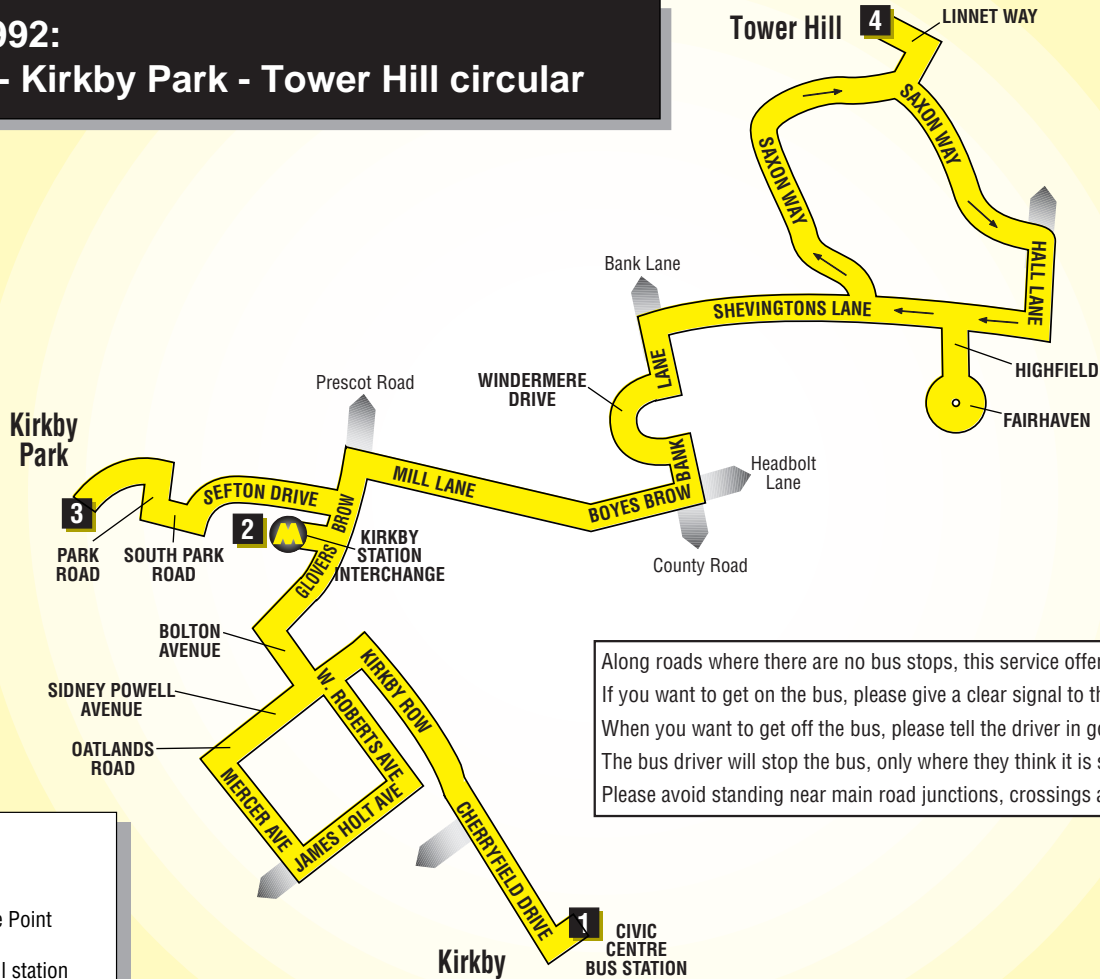 992:
- Kirkby Park - Tower Hill circular
Tower Hill
4
LINNET WAY
SAXON WAY
SAXON WAY
HALL LANE
Bank Lane
SHEVINGTONS LANE
HIGHFIELD
FAIRHAVEN
WINDERMERE
DRIVE
LANE
BANK
Prescot Road
Kirkby
Park
3
MILL LANE
Headbolt
Lane
BOYES BROW
SEFTON DRIVE
2
M
GLOVERS BROW
KIRKBY
STATION
INTERCHANGE
PARK
ROAD
SOUTH PARK
ROAD
County Road
BOLTON
AVENUE
SIDNEY POWELL
AVENUE
OATLANDS
ROAD
W. ROBERTS AVE
KIRKBY ROW
MERCER AVE
JAMES HOLT AVE
CHERRYFIELD DRIVE
Along roads where there are no bus stops, this service offer
If you want to get on the bus, please give a clear signal to th
When you want to get off the bus, please tell the driver in go
The bus driver will stop the bus, only where they think it is s
Please avoid standing near main road junctions, crossings a
1
CIVIC
CENTRE
BUS STATION
Kirkby
e Point
l station